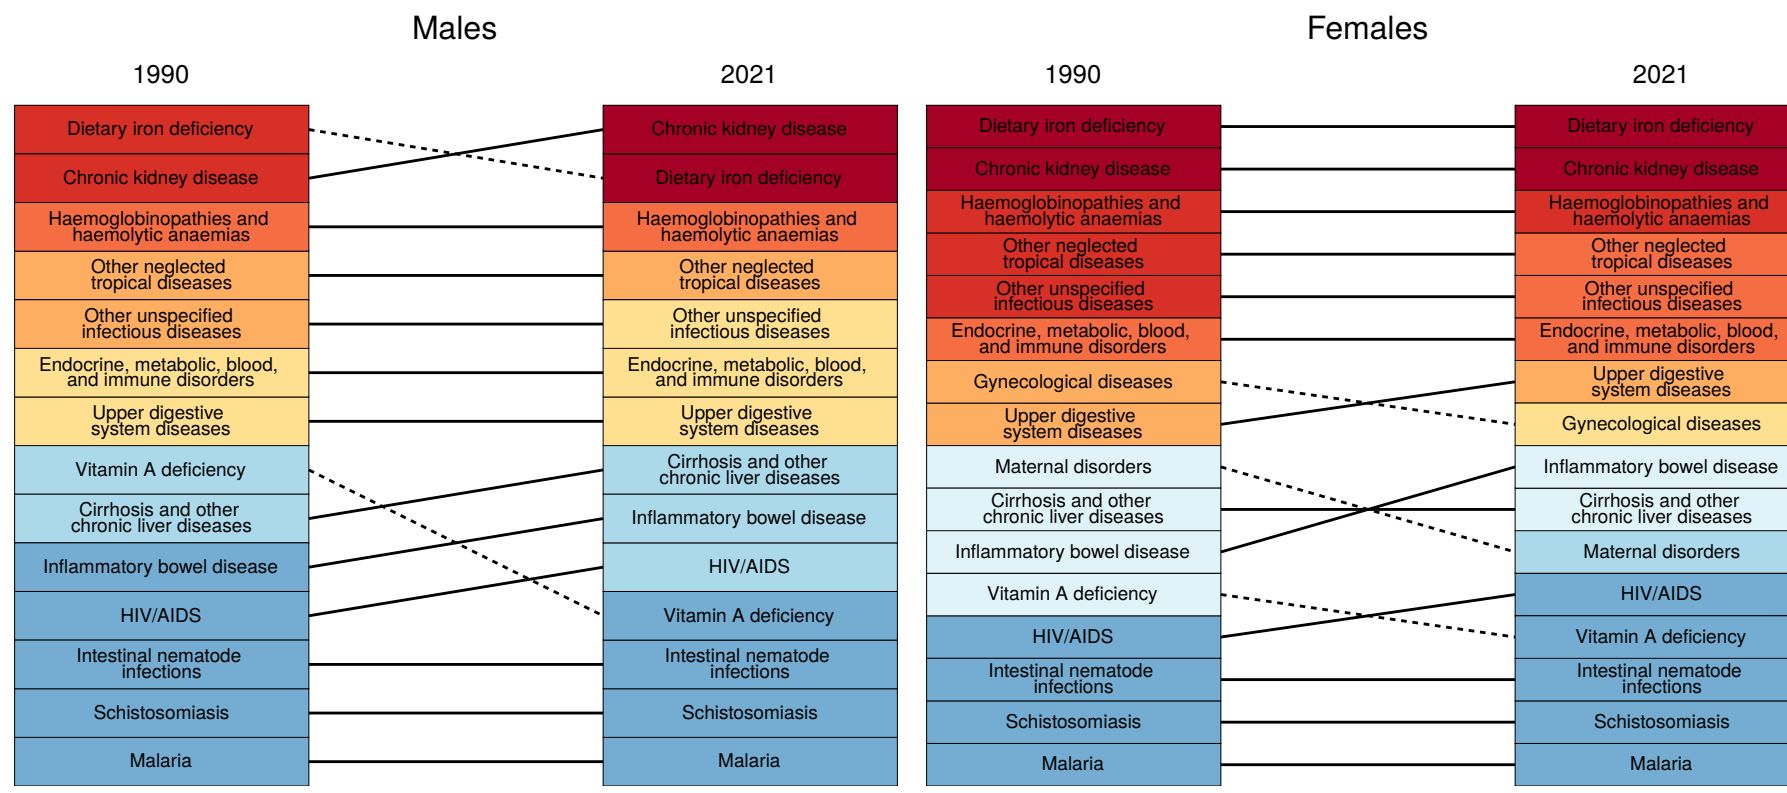 Males
1990
Dietary iron deficiency
Chronic kidney disease
Haemoglobinopathies and
haemolytic anaemias
Other neglected
tropical diseases
Other unspecified
infectious diseases
Endocrine, metabolic, blood,
and immune disorders
Upper digestive
system diseases
Vitamin A deficiency
Cirrhosis and other
chronic liver diseases
Inflammatory bowel disease
HIV/AIDS
Intestinal nematode
infections
Schistosomiasis
Malaria
2021
Chronic kidney disease
Dietary iron deficiency
Haemoglobinopathies and
haemolytic anaemias
Other neglected
tropical diseases
Other unspecified
infectious diseases
Endocrine, metabolic, blood,
and immune disorders
Upper digestive
system diseases
Cirrhosis and other
chronic liver diseases
Inflammatory bowel disease
HIV/AIDS
Vitamin A deficiency
Intestinal nematode
infections
Schistosomiasis
Malaria
Females
1990
Dietary iron deficiency
Chronic kidney disease
Haemoglobinopathies and
haemolytic anaemias
Other neglected
tropical diseases
Other unspecified
infectious diseases
Endocrine, metabolic, blood,
and immune disorders
Gynecological diseases
Upper digestive
system diseases
Maternal disorders
Cirrhosis and other
chronic liver diseases
Inflammatory bowel disease
Vitamin A deficiency
HIV/AIDS
Intestinal nematode
infections
Schistosomiasis
Malaria
2021
Dietary iron deficiency
Chronic kidney disease
Haemoglobinopathies and
haemolytic anaemias
Other neglected
tropical diseases
Other unspecified
infectious diseases
Endocrine, metabolic, blood,
and immune disorders
Upper digestive
system diseases
Gynecological diseases
Inflammatory bowel disease
Cirrhosis and other
chronic liver diseases
Maternal disorders
HIV/AIDS
Vitamin A deficiency
Intestinal nematode
infections
Schistosomiasis
Malaria